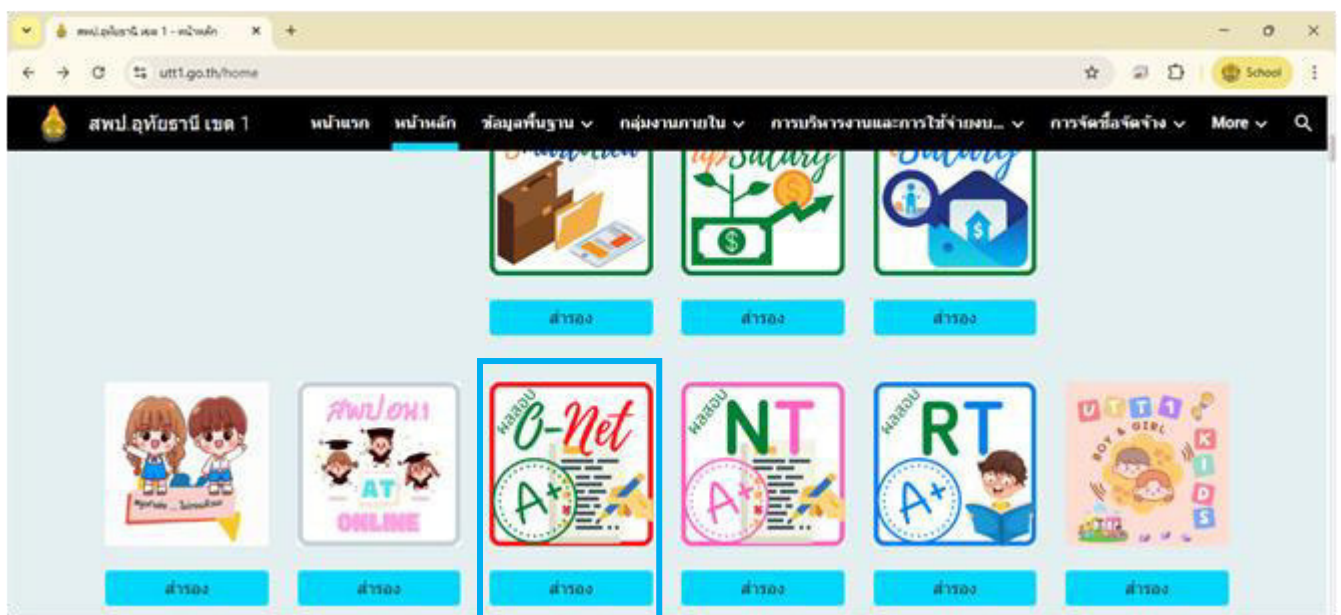 สพป.อุทัยธานี เขต 1 - หน้าหลัก
utt1.go.th/home
School
สพป.อุทัยธานี เขต 1 หน้าแรก หน้าหลัก ข้อมูลพื้นฐาน กลุ่มงานภายใน การบริหารงานและการใช้จ่ายงบ... การจัดซื้อจัดจ้าง More
upSalary
สำรอง สำรอง สำรอง
สพป อน1
AT
ONLINE
ผลสอบ
O-Net
A+
ผลสอบ
NT
A+
ผลสอบ
RT
A+
UTT1
BOY & GIRL
KIDS
สำรอง สำรอง สำรอง สำรอง สำรอง สำรอง